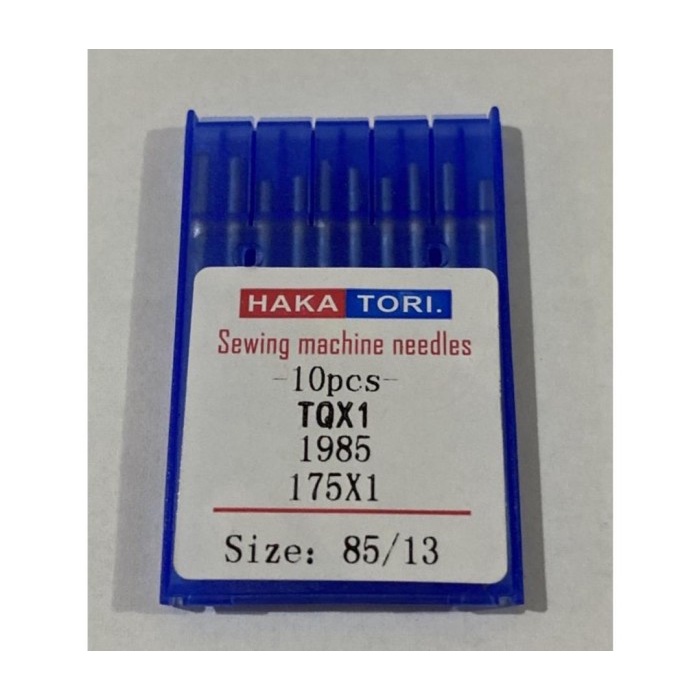 HAKA TORI.
Sewing machine needles
-10pcs-
TQX1
1985
175X1
Size: 85/13